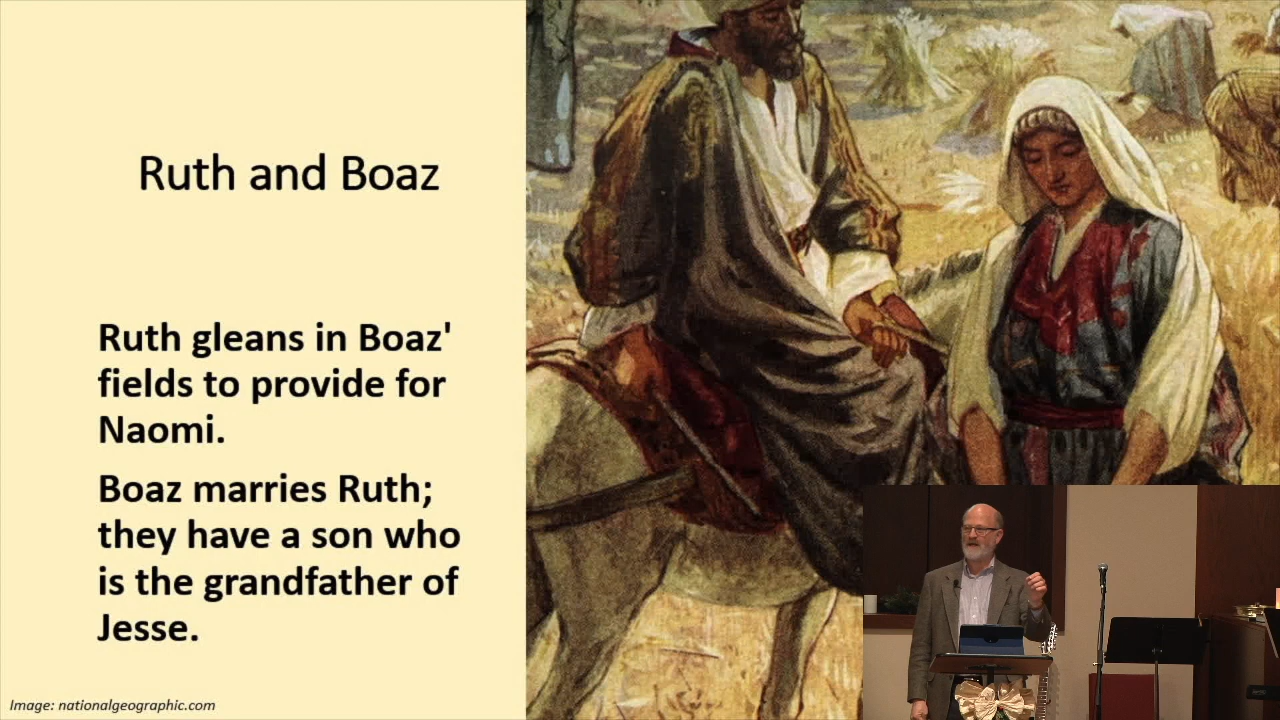 Ruth and Boaz
Ruth gleans in Boaz'
fields to provide for
Naomi.
Boaz marries Ruth;
they have a son who
is the grandfather of
Jesse.
Image: nationalgeographic.com